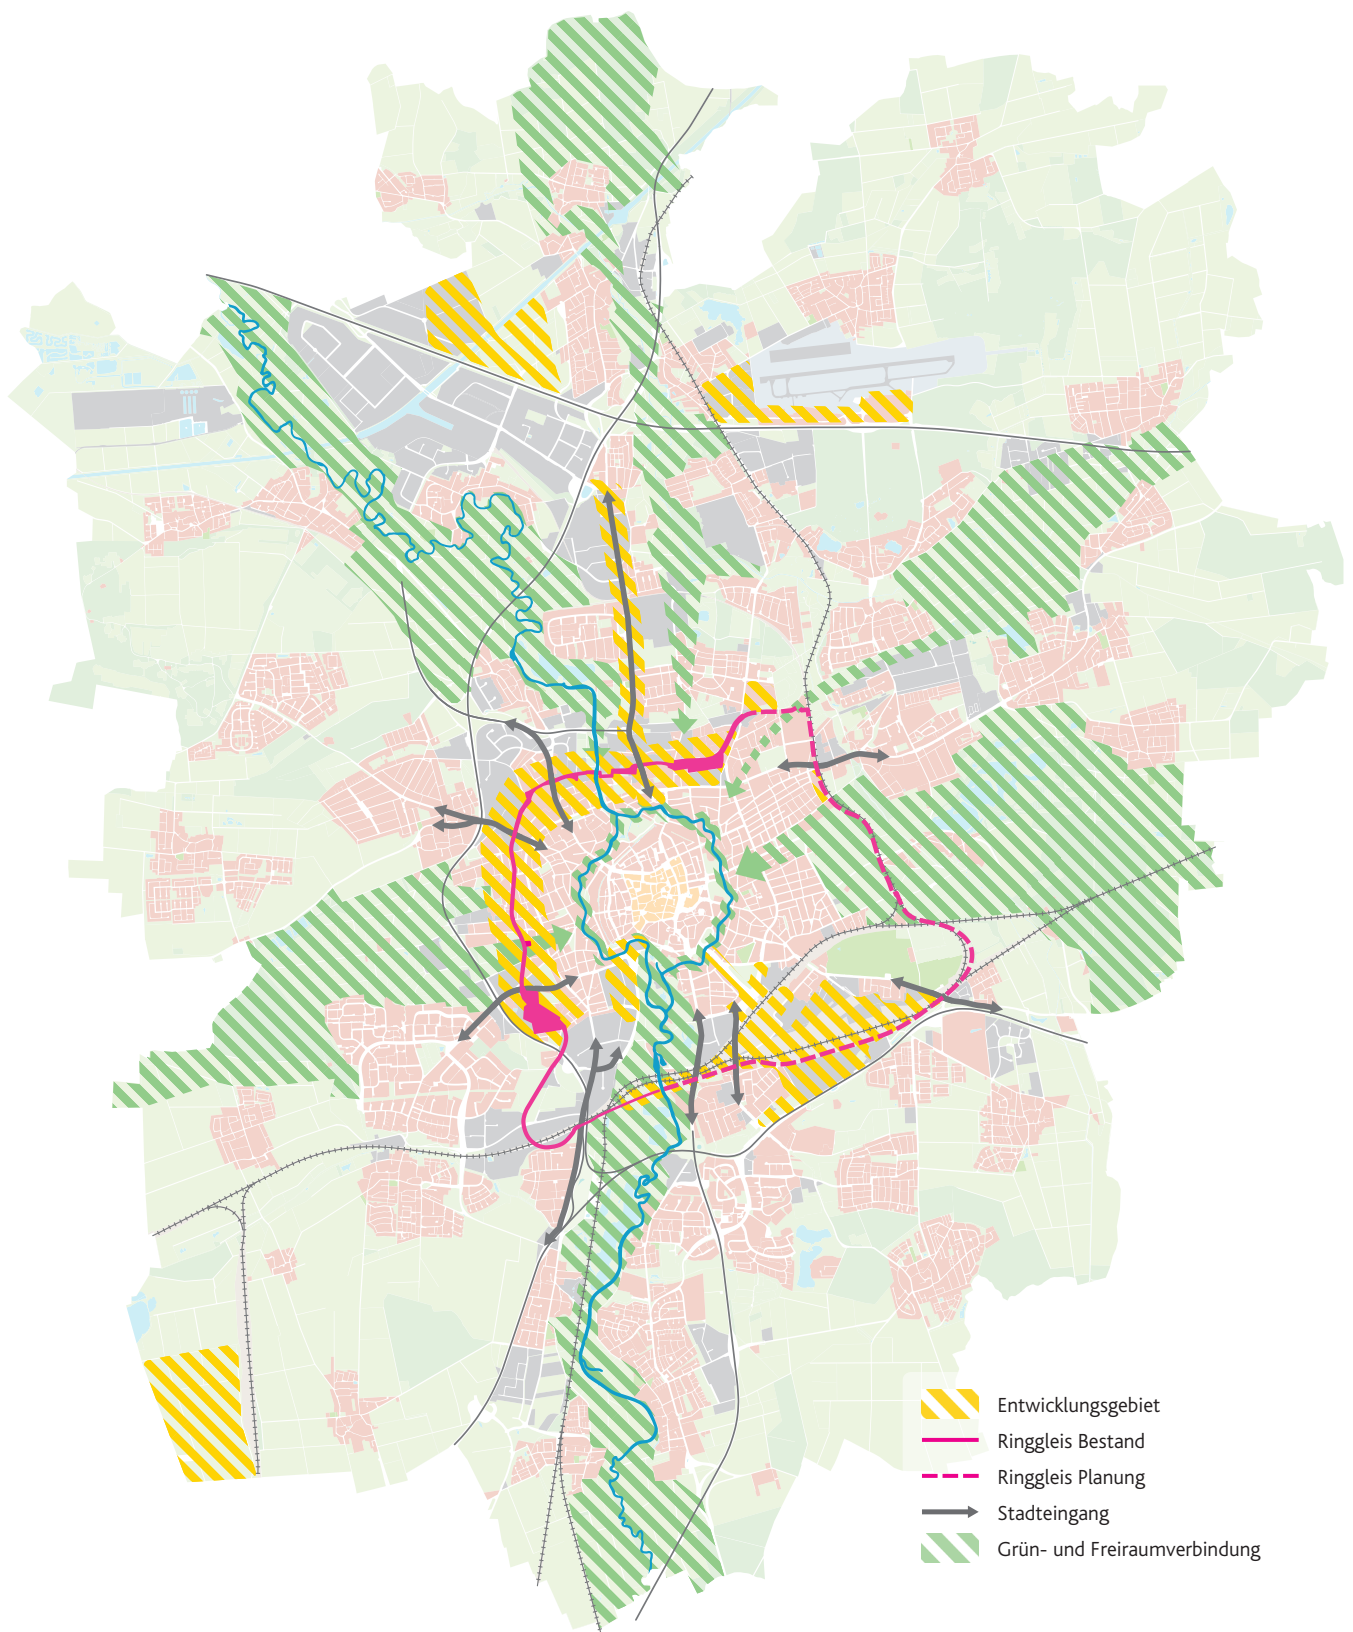 Entwicklungsgebiet
Ringgleis Bestand
Ringgleis Planung
Stadteingang
Grün- und Freiraumverbindung